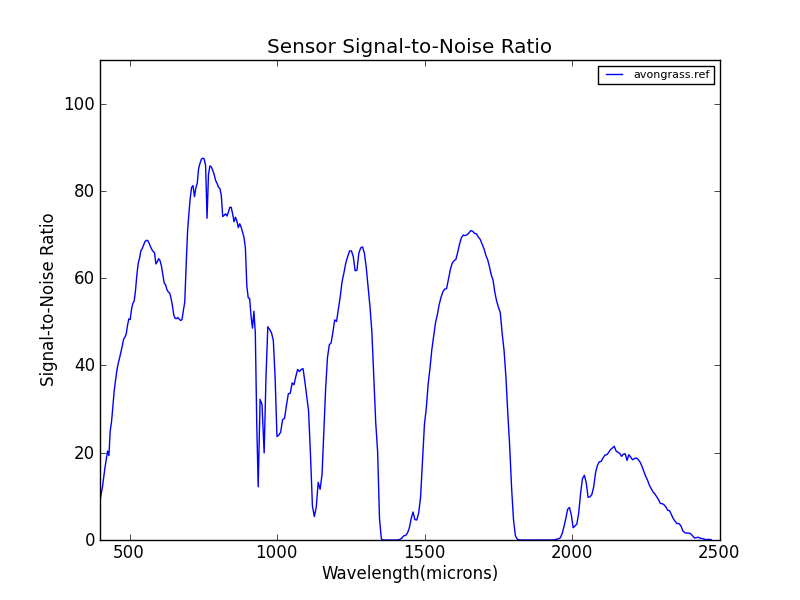 Sensor Signal-to-Noise Ratio
avongrass.ref
Signal-to-Noise Ratio
100
80
60
40
20
0
500
1000
1500
2000
2500
Wavelength(microns)